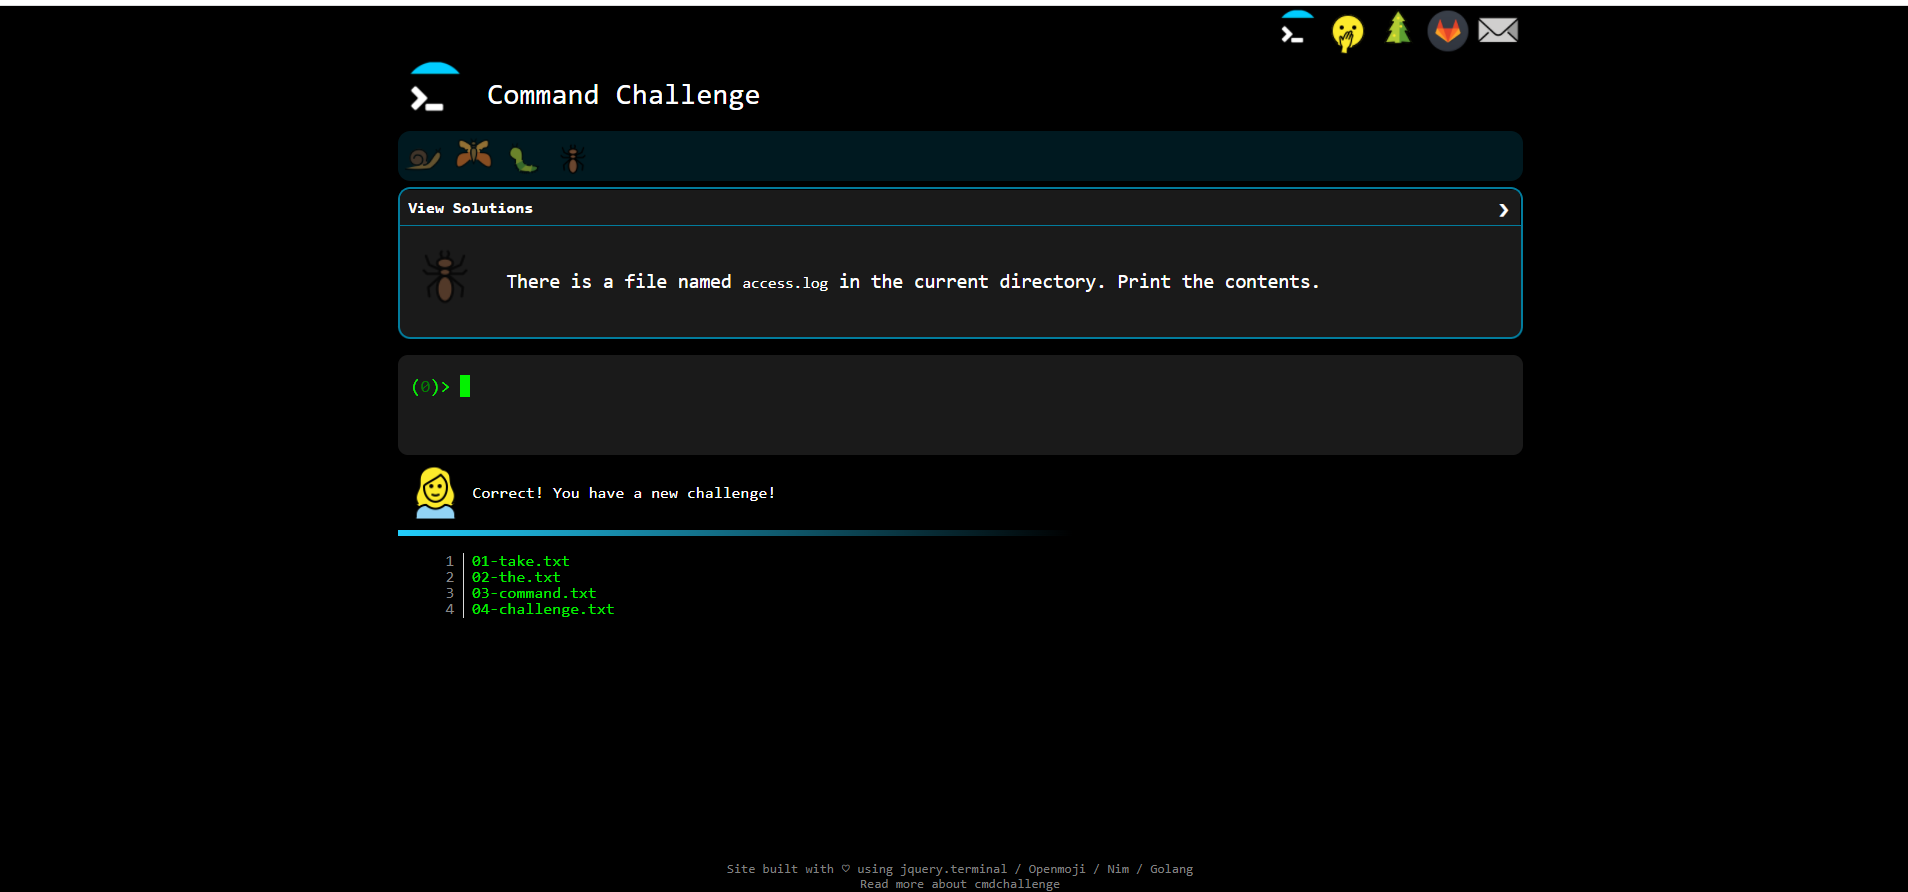 Command Challenge
View Solutions
There is a file named access.log in the current directory. Print the contents.
(0)>
Correct! You have a new challenge!
1 01-take.txt
2 02-the.txt
3 03-command.txt
4 04-challenge.txt
Site built with ♡ using jquery.terminal / Openmoji / Nim / Golang
Read more about cmdchallenge